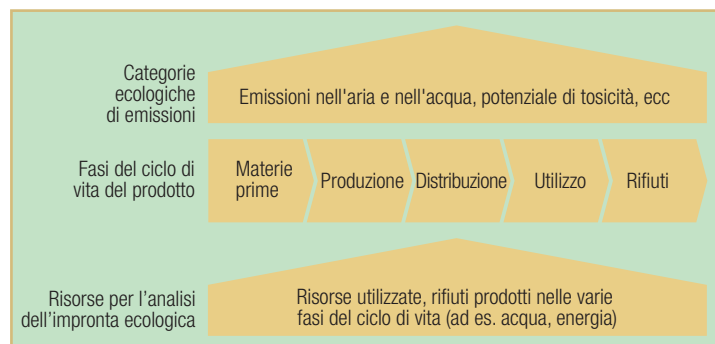 Categorie
ecologiche
di emissioni
Emissioni nell'aria e nell'acqua, potenziale di tosicità, ecc
Fasi del ciclo di
vita del prodotto
Materie
prime
Produzione
Distribuzione
Utilizzo
Rifiuti
Risorse per l’analisi
dell’impronta ecologica
Risorse utilizzate, rifiuti prodotti nelle varie
fasi del ciclo di vita (ad es. acqua, energia)